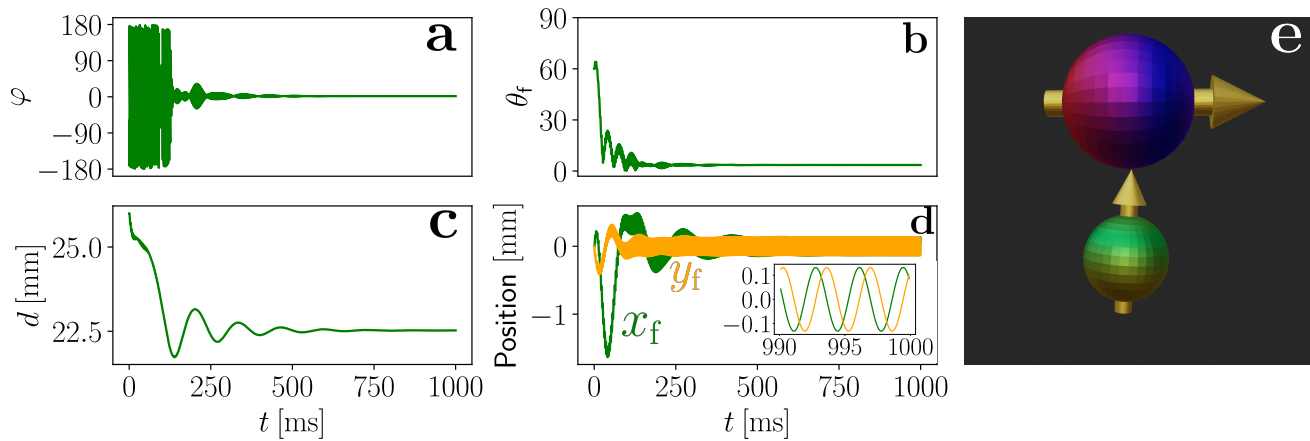 180
90
0
−90
−180
φ
a
90
60
30
0
θf
b
25.0
22.5
d [mm]
c
0
250
500
750
1000
t [ms]
0
−1
Position [mm]
d
yf
xf
0.1
0.0
−0.1
990
995
1000
0
250
500
750
1000
t [ms]
e